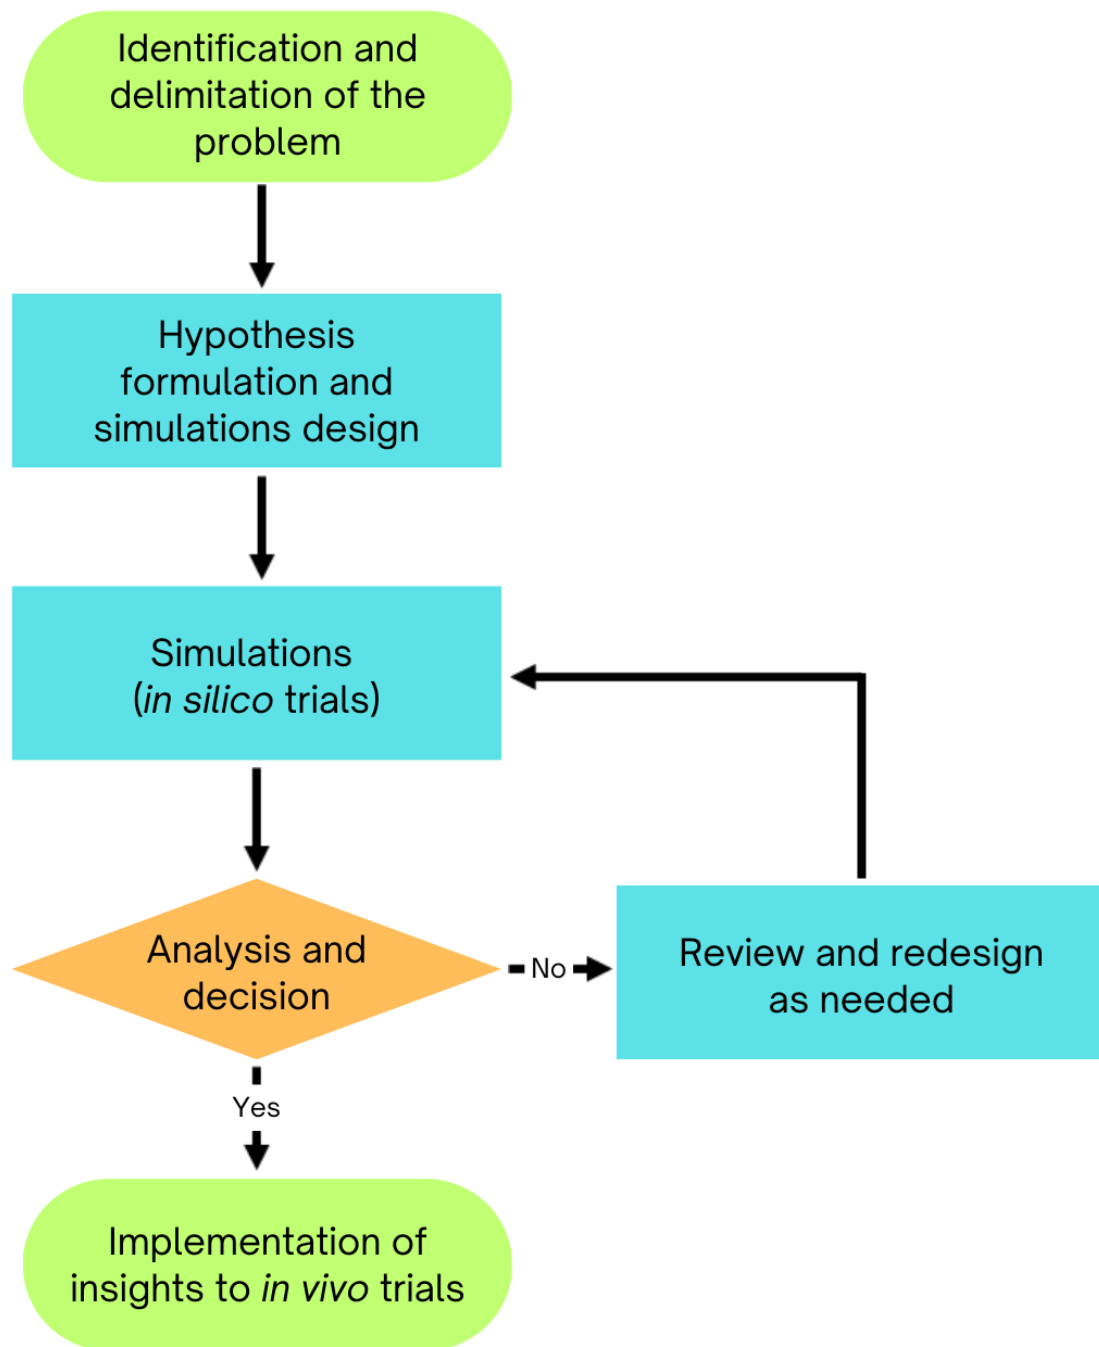 Identification and
delimitation of the
problem
Hypothesis
formulation and
simulations design
Simulations
(in silico trials)
Analysis and
decision
No
Review and redesign
as needed
Yes
Implementation of
insights to in vivo trials